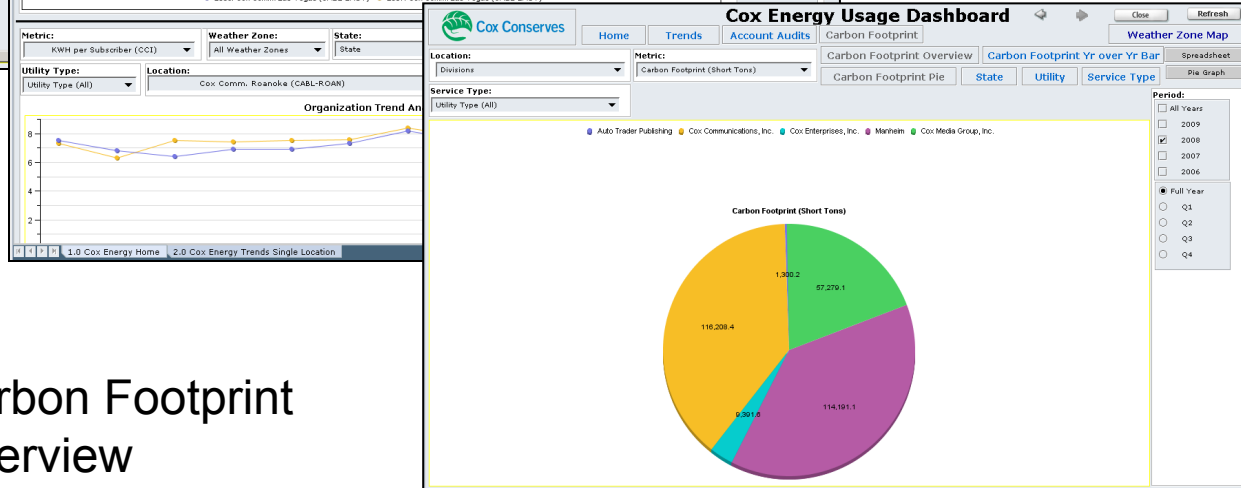 Metric:
Weather Zone:
State:
KWH per Subscriber (CCI)
All Weather Zones
State
Utility Type:
Location:
Utility Type (All)
Cox Comm. Roanoke (CABL-ROAN)
Organization Trend An
8
6
4
2
1.0 Cox Energy Home
2.0 Cox Energy Trends Single Location
Cox Conserves
Cox Energy Usage Dashboard
Close
Refresh
Home
Trends
Account Audits
Carbon Footprint
Weather Zone Map
Location:
Metric:
Carbon Footprint Overview
Carbon Footprint Yr over Yr Bar
Spreadsheet
Divisions
Carbon Footprint (Short Tons)
Carbon Footprint Pie
State
Utility
Service Type
Pie Graph
Service Type:
Utility Type (All)
Period:
All Years
2009
2008
2007
2006
Full Year
Q1
Q2
Q3
Q4
Auto Trader Publishing Cox Communications, Inc. Cox Enterprises, Inc. Manheim Cox Media Group, Inc.
Carbon Footprint (Short Tons)
1,300.2
57,279.1
116,208.4
114,191.1
9,391.6
rbon Footprint
erview